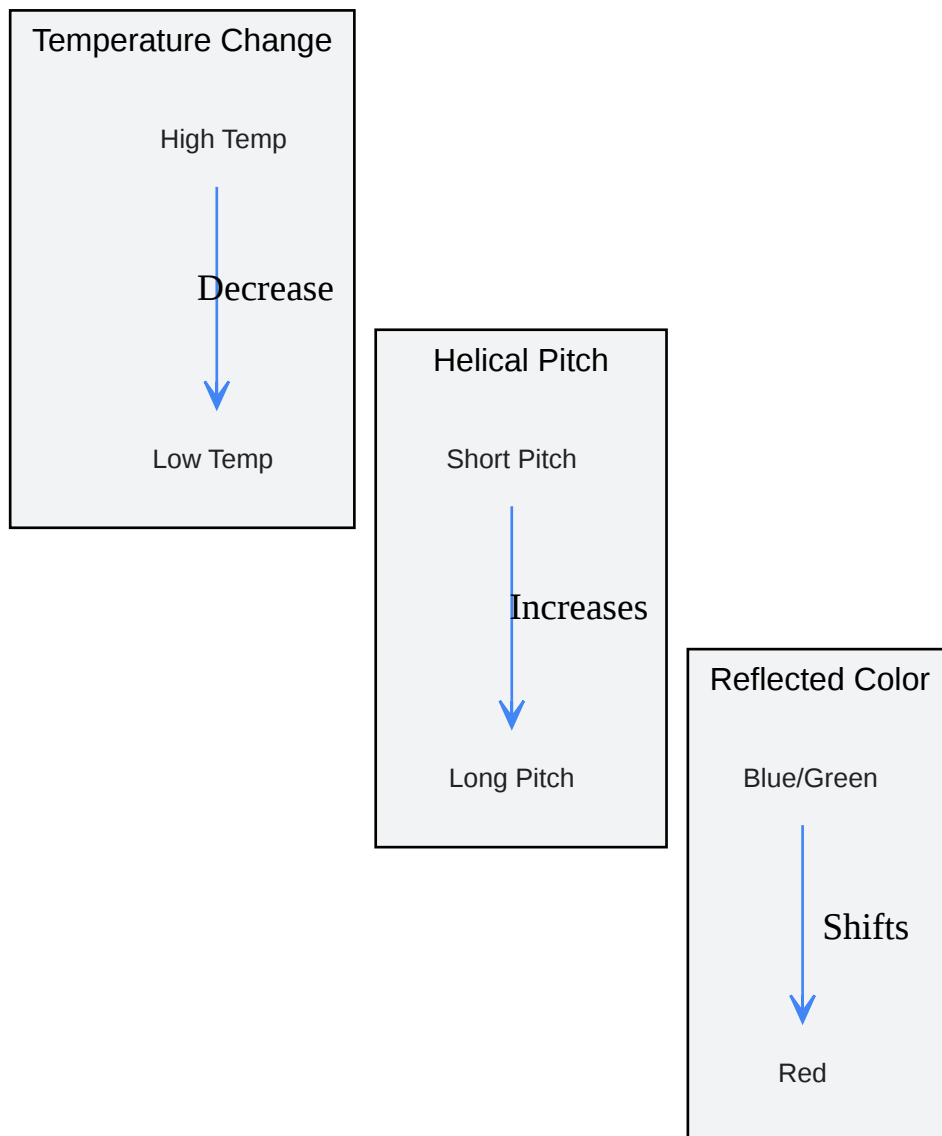 Temperature Change
High Temp
Decrease
Low Temp
Helical Pitch
Short Pitch
Increases
Long Pitch
Reflected Color
Blue/Green
Shifts
Red